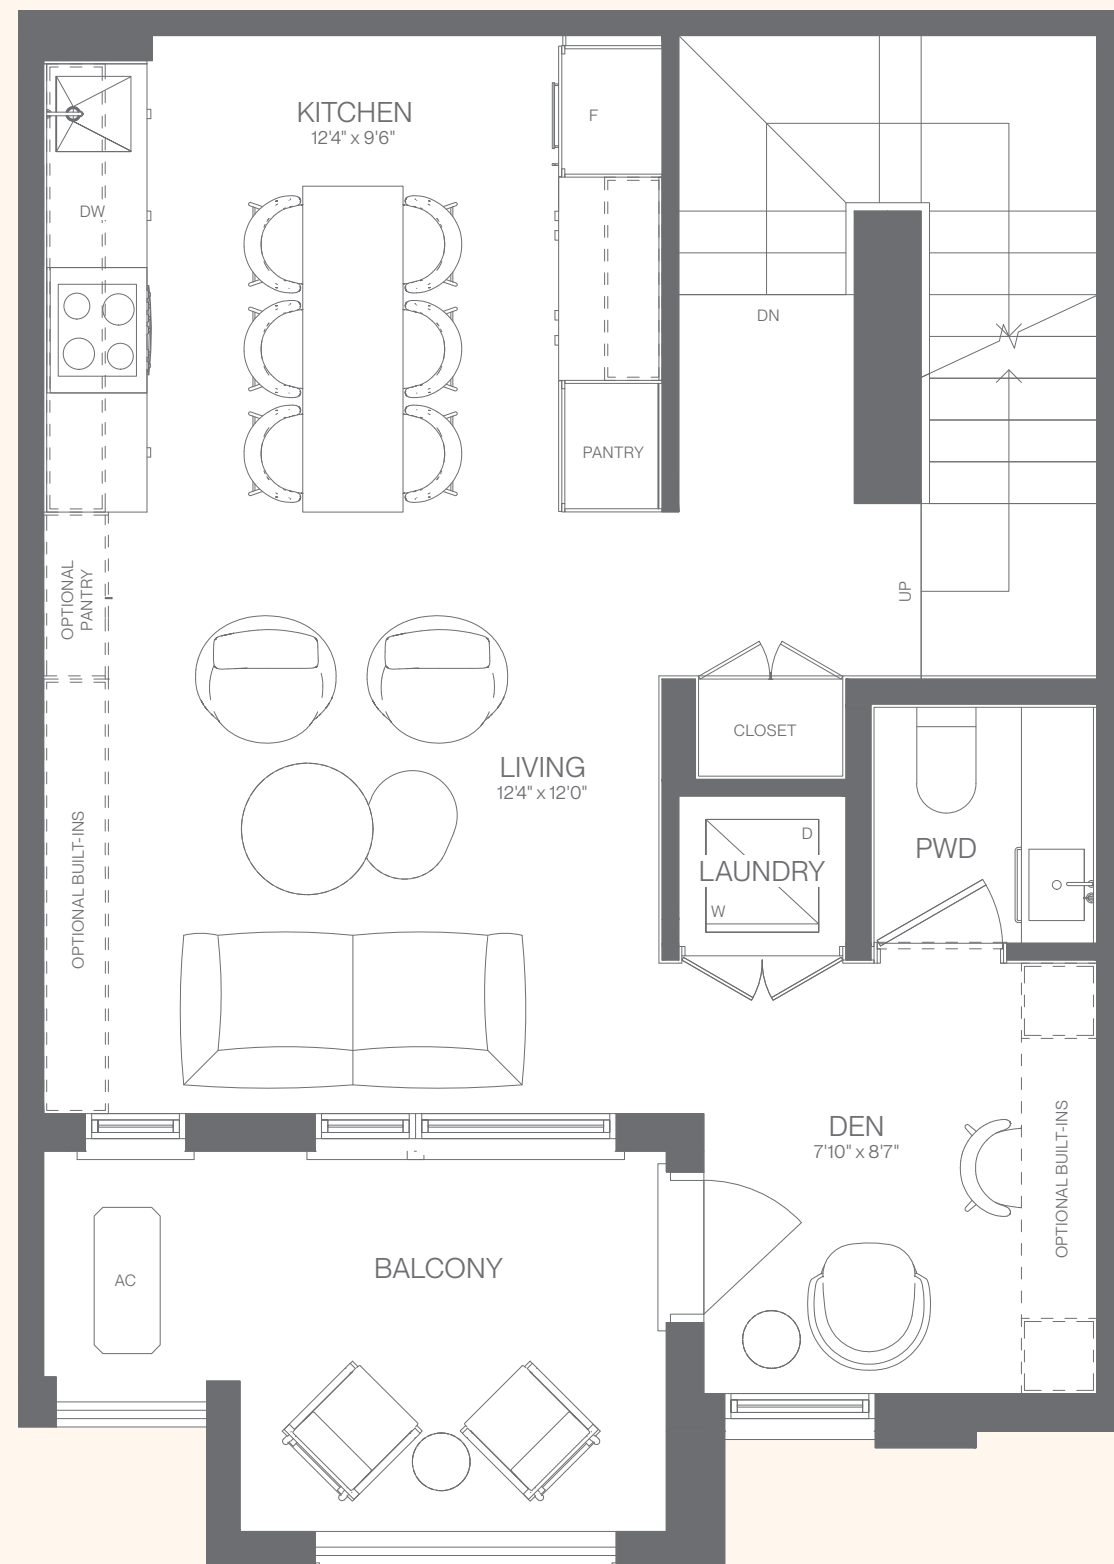 KITCHEN
12'4" x 9'6"
F
DW
DN
PANTRY
OPTIONAL
PANTRY
UP
CLOSET
LIVING
12'4" x 12'0"
D
LAUNDRY
W
PWD
OPTIONAL BUILT-INS
DEN
7'10" x 8'7"
OPTIONAL BUILT-INS
BALCONY
AC